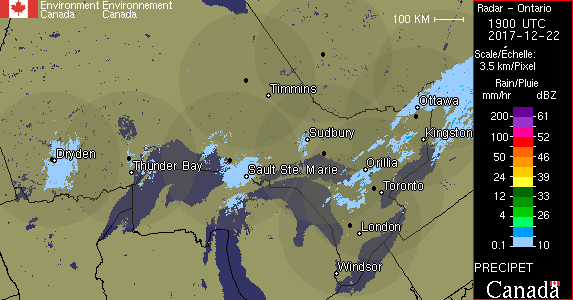 Environment Environnement
Canada Canada
100 KM
Timmins
Ottawa
Sudbury
Kingston
Dryden
Thunder Bay
Orillia
Sault Ste. Marie
Toronto
London
Windsor
Radar - Ontario
1900 UTC
2017-12-22
Scale/Échelle:
3.5 km/Pixel
Rain/Pluie
mm/hr dBZ
200 61
100 52
50 46
24 39
12 33
4 26
0.1 10
PRECIPET
Canada